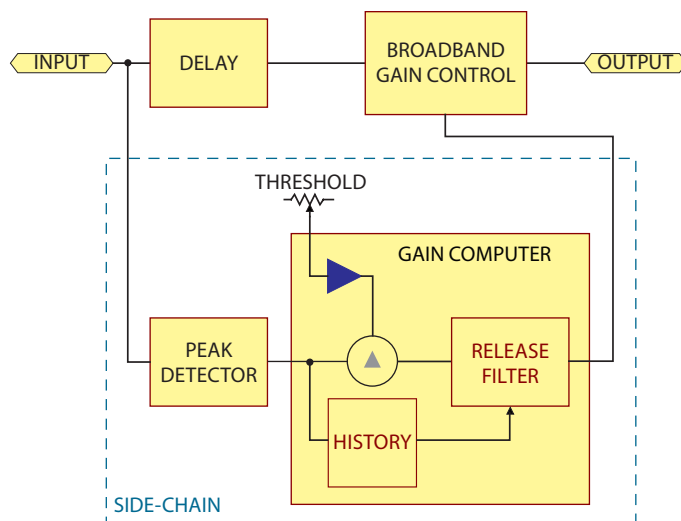 INPUT
DELAY
BROADBAND
GAIN CONTROL
OUTPUT
THRESHOLD
GAIN COMPUTER
PEAK
DETECTOR
RELEASE
FILTER
HISTORY
SIDE-CHAIN